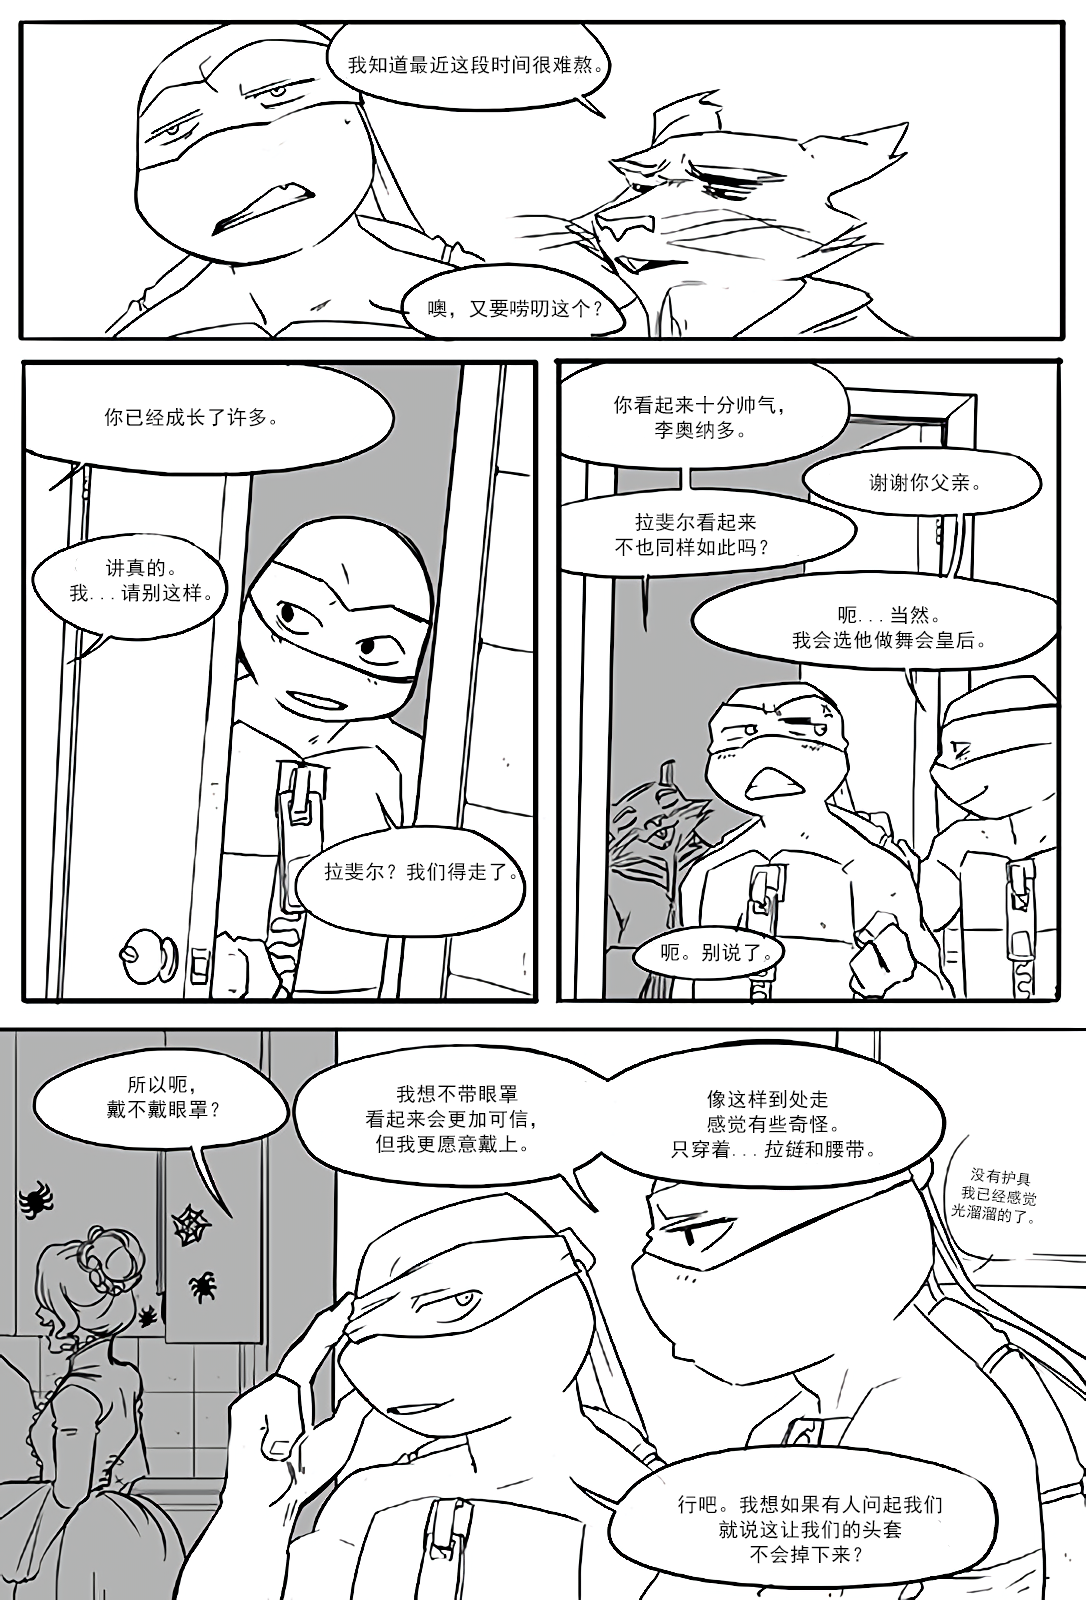 我知道最近这段时间很难熬。
噢，又要唠叨这个？
你已经成长了许多。
讲真的。
我...请别这样。
拉斐尔？我们得走了。
你看起来十分帅气，
李奥纳多。
谢谢你父亲。
拉斐尔看起来
不也同样如此吗？
呃...当然。
我会选他做舞会皇后。
呃。别说了。
所以呃，
戴不戴眼罩？
我想不带眼罩
看起来会更加可信，
但我更愿意戴上。
像这样到处走
感觉有些奇怪。
只穿着...拉链和腰带。
没有护具
我已经感觉
光溜溜的了。
行吧。我想如果有人问起我们
就说这让我们的头套
不会掉下来？